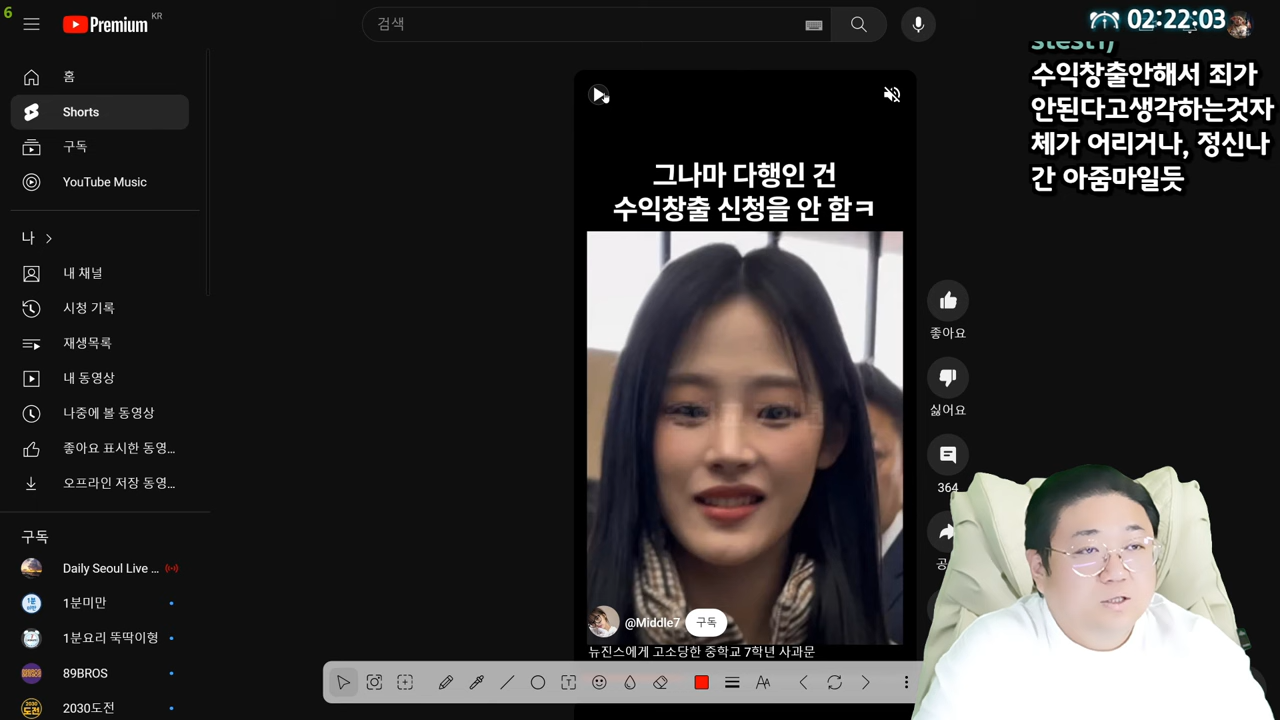 6
Premium
KR
검색
02:22:03
홈
Shorts
구독
YouTube Music
나
내 채널
시청 기록
재생목록
내 동영상
나중에 볼 동영상
좋아요 표시한 동영...
오프라인 저장 동영...
구독
Daily Seoul Live ...
1분미만
1분요리 뚝딱이형
89BROS
2030도전
그나마 다행인 건
수익창출 신청을 안 함ㅋ
@Middle7
구독
뉴진스에게 고소당한 중학교 7학년 사과문
좋아요
싫어요
364
수익창출안해서 죄가
안된다고생각하는것자
체가 어리거나, 정신나
간 아줌마일듯